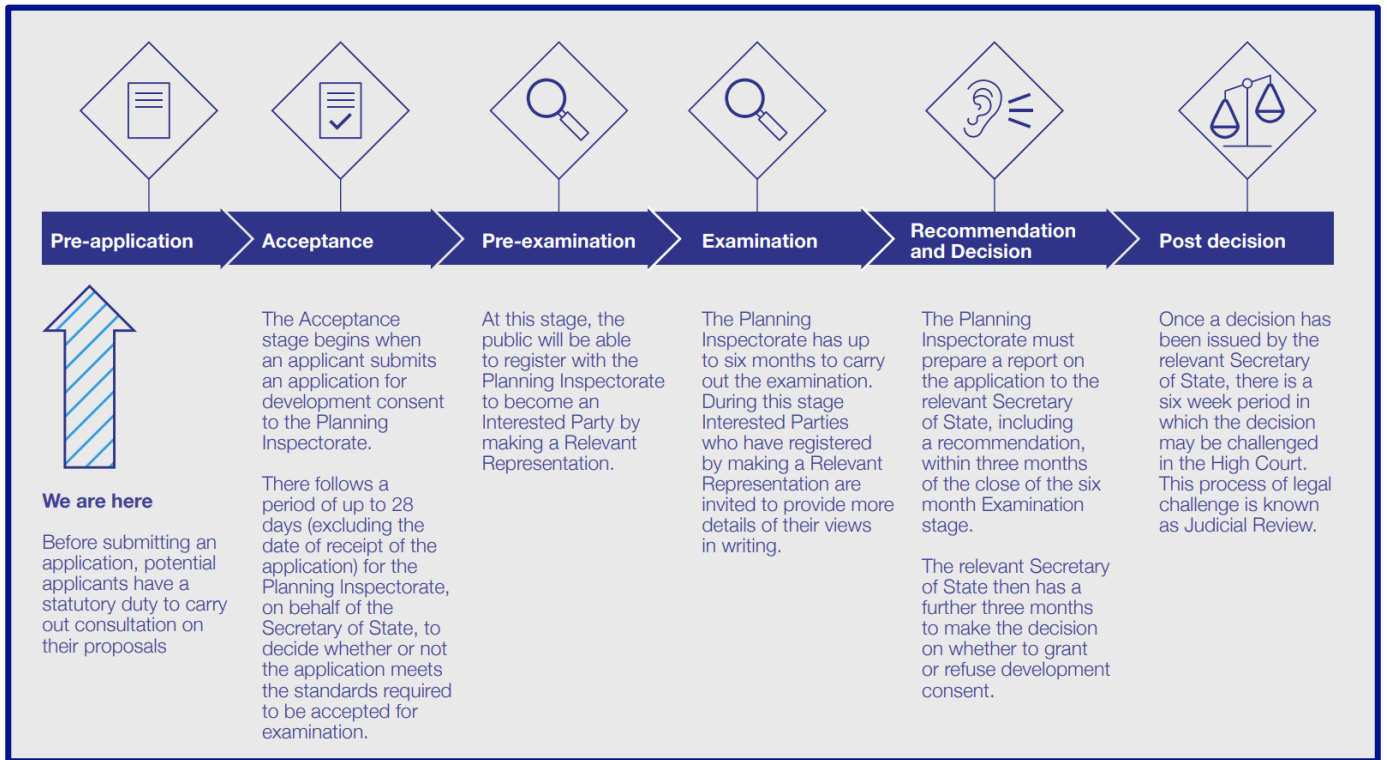 Pre-application
Acceptance
Pre-examination
Examination
Recommendation
and Decision
Post decision
We are here
Before submitting an
application, potential
applicants have a
statutory duty to carry
out consultation on
their proposals
The Acceptance
stage begins when
an applicant submits
an application for
development consent
to the Planning
Inspectorate.
There follows a
period of up to 28
days (excluding the
date of receipt of the
application) for the
Planning Inspectorate,
on behalf of the
Secretary of State, to
decide whether or not
the application meets
the standards required
to be accepted for
examination.
At this stage, the
public will be able
to register with the
Planning Inspectorate
to become an
Interested Party by
making a Relevant
Representation.
The Planning
Inspectorate has up
to six months to carry
out the examination.
During this stage
Interested Parties
who have registered
by making a Relevant
Representation are
invited to provide more
details of their views
in writing.
The Planning
Inspectorate must
prepare a report on
the application to the
relevant Secretary
of State, including
a recommendation,
within three months
of the close of the six
month Examination
stage.
The relevant Secretary
of State then has a
further three months
to make the decision
on whether to grant
or refuse development
consent.
Once a decision has
been issued by the
relevant Secretary
of State, there is a
six week period in
which the decision
may be challenged
in the High Court.
This process of legal
challenge is known
as Judicial Review.